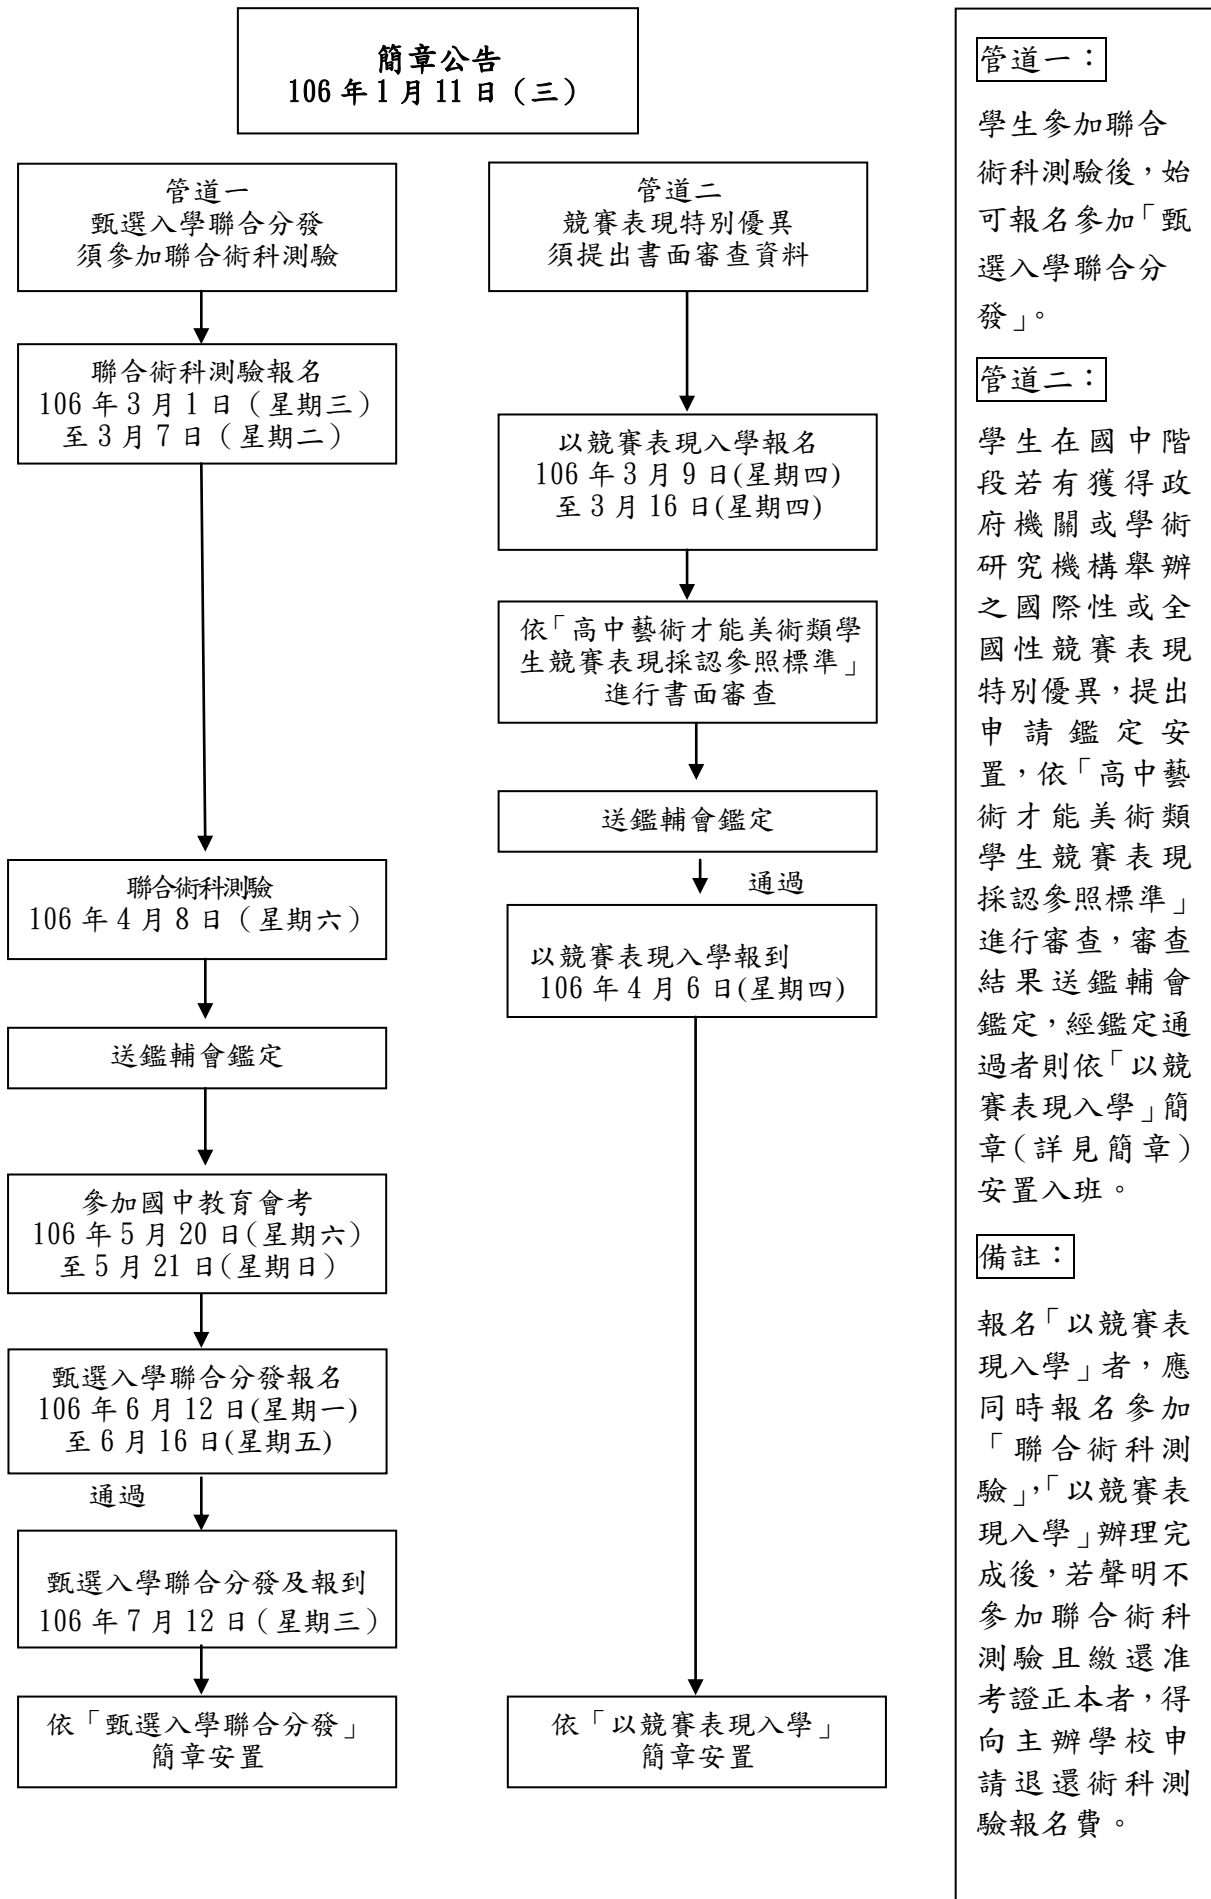 簡章公告
106 年 1 月 11 日（三）
管道一
甄選入學聯合分發
須參加聯合術科測驗
聯合術科測驗報名
106 年 3 月 1 日（星期三）
至 3 月 7 日（星期二）
聯合術科測驗
106 年 4 月 8 日（星期六）
送鑑輔會鑑定
參加國中教育會考
106 年 5 月 20 日(星期六)
至 5 月 21 日(星期日)
甄選入學聯合分發報名
106 年 6 月 12 日(星期一)
至 6 月 16 日(星期五)
通過
甄選入學聯合分發及報到
106 年 7 月 12 日（星期三）
依「甄選入學聯合分發」
簡章安置
管道二
競賽表現特別優異
須提出書面審查資料
以競賽表現入學報名
106 年 3 月 9 日(星期四)
至 3 月 16 日(星期四)
依「高中藝術才能美術類學
生競賽表現採認參照標準」
進行書面審查
送鑑輔會鑑定
通過
以競賽表現入學報到
106 年 4 月 6 日(星期四)
依「以競賽表現入學」
簡章安置
管道一：
學生參加聯合
術科測驗後，始
可報名參加「甄
選入學聯合分
發」。
管道二：
學生在國中階
段若有獲得政
府機關或學術
研究機構舉辦
之國際性或全
國性競賽表現
特別優異，提出
申請鑑定安
置，依「高中藝
術才能美術類
學生競賽表現
採認參照標準」
進行審查，審查
結果送鑑輔會
鑑定，經鑑定通
過者則依「以競
賽表現入學」簡
章(詳見簡章)
安置入班。
備註：
報名「以競賽表
現入學」者，應
同時報名參加
「聯合術科測
驗」，「以競賽表
現入學」辦理完
成後，若聲明不
參加聯合術科
測驗且繳還准
考證正本者，得
向主辦學校申
請退還術科測
驗報名費。